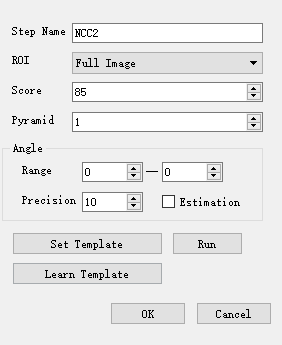 Step Name NCC2
ROI Full Image
Score 85
Pyramid 1
Angle
Range 0 — 0
Precision 10 Estimation
Set Template Run
Learn Template
OK Cancel